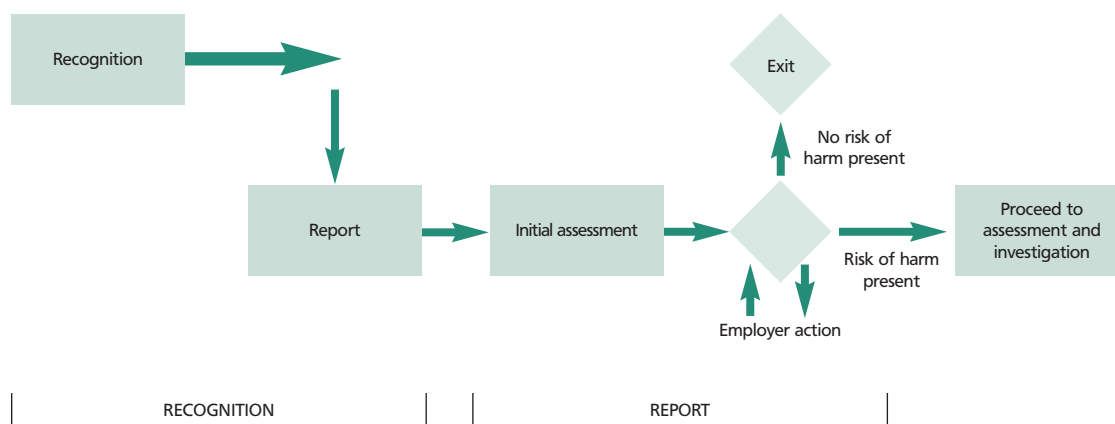 Recognition
Exit
No risk of
harm present
Report
Initial assessment
Risk of harm
present
Proceed to
assessment and
investigation
Employer action
RECOGNITION
REPORT